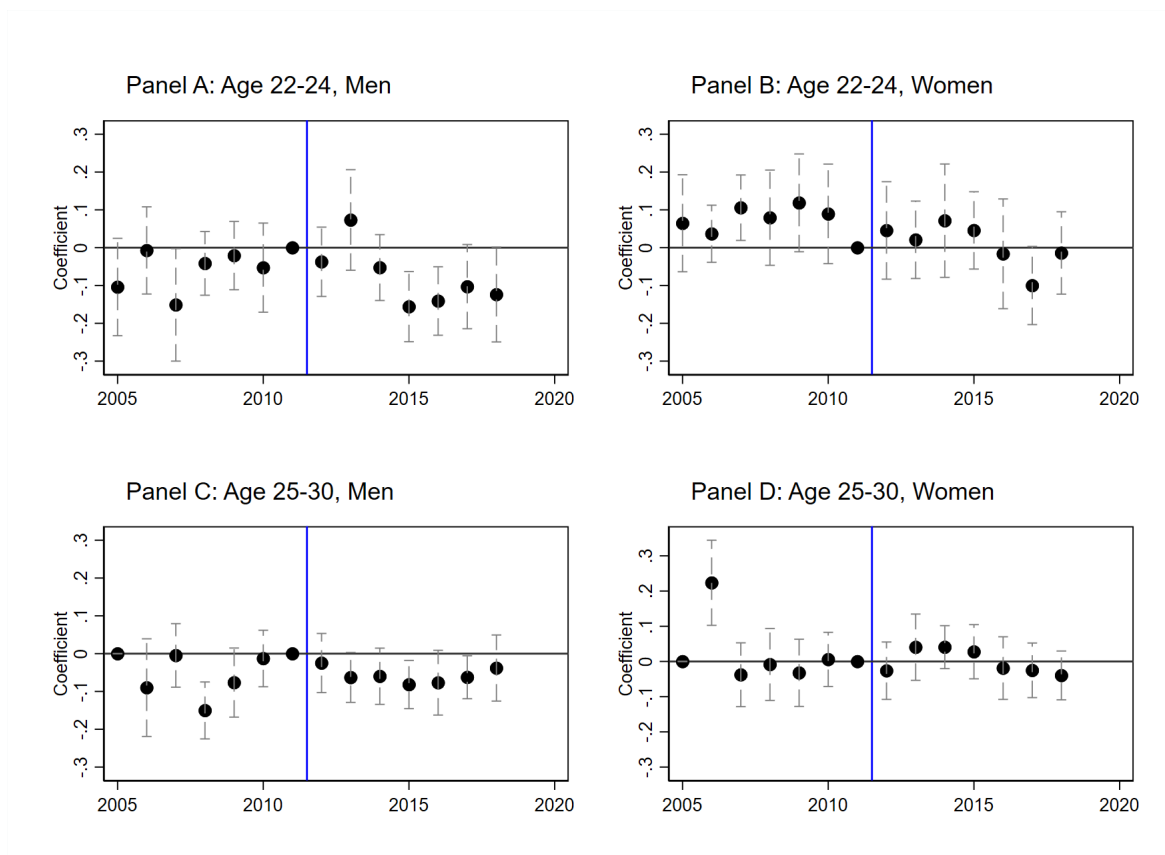 Panel A: Age 22-24, Men
Coefficient
.3
.2
.1
0
-.1
-.2
-.3
2005 2010 2015 2020
Panel B: Age 22-24, Women
Coefficient
.3
.2
.1
0
-.1
-.2
-.3
2005 2010 2015 2020
Panel C: Age 25-30, Men
Coefficient
.3
.2
.1
0
-.1
-.2
-.3
2005 2010 2015 2020
Panel D: Age 25-30, Women
Coefficient
.3
.2
.1
0
-.1
-.2
-.3
2005 2010 2015 2020